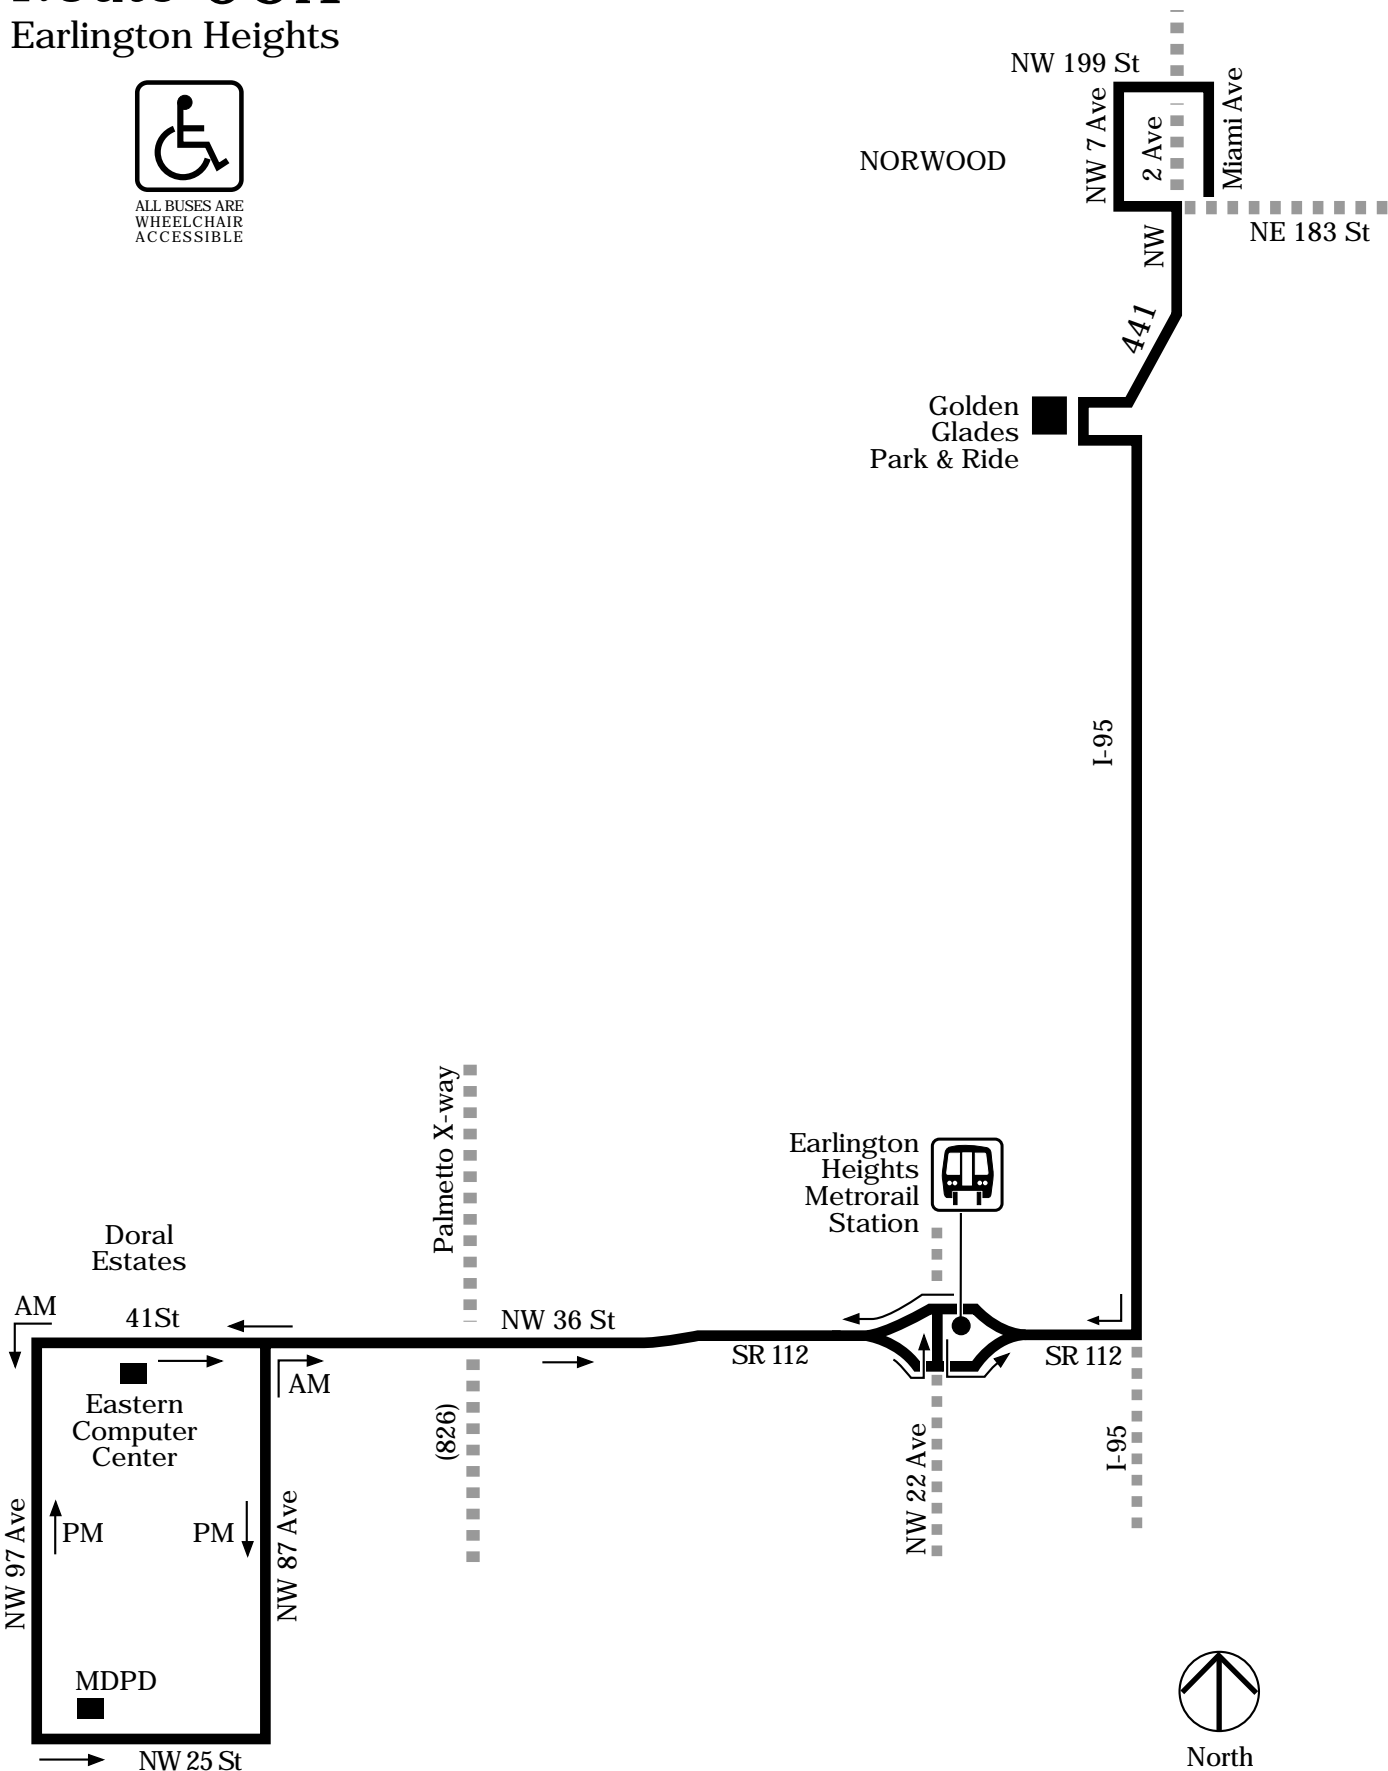 Earlington Heights
ALL BUSES ARE
WHEELCHAIR
ACCESSIBLE
NW 199 St
NW 7 Ave
2 Ave
NW
Miami Ave
NORWOOD
NE 183 St
441
Golden
Glades
Park & Ride
I-95
Palmetto X-way
(826)
Earlington
Heights
Metrorail
Station
Doral
Estates
AM
41St
NW 36 St
SR 112
SR 112
AM
Eastern
Computer
Center
NW 22 Ave
I-95
NW 97 Ave
PM
PM
NW 87 Ave
MDPD
NW 25 St
North